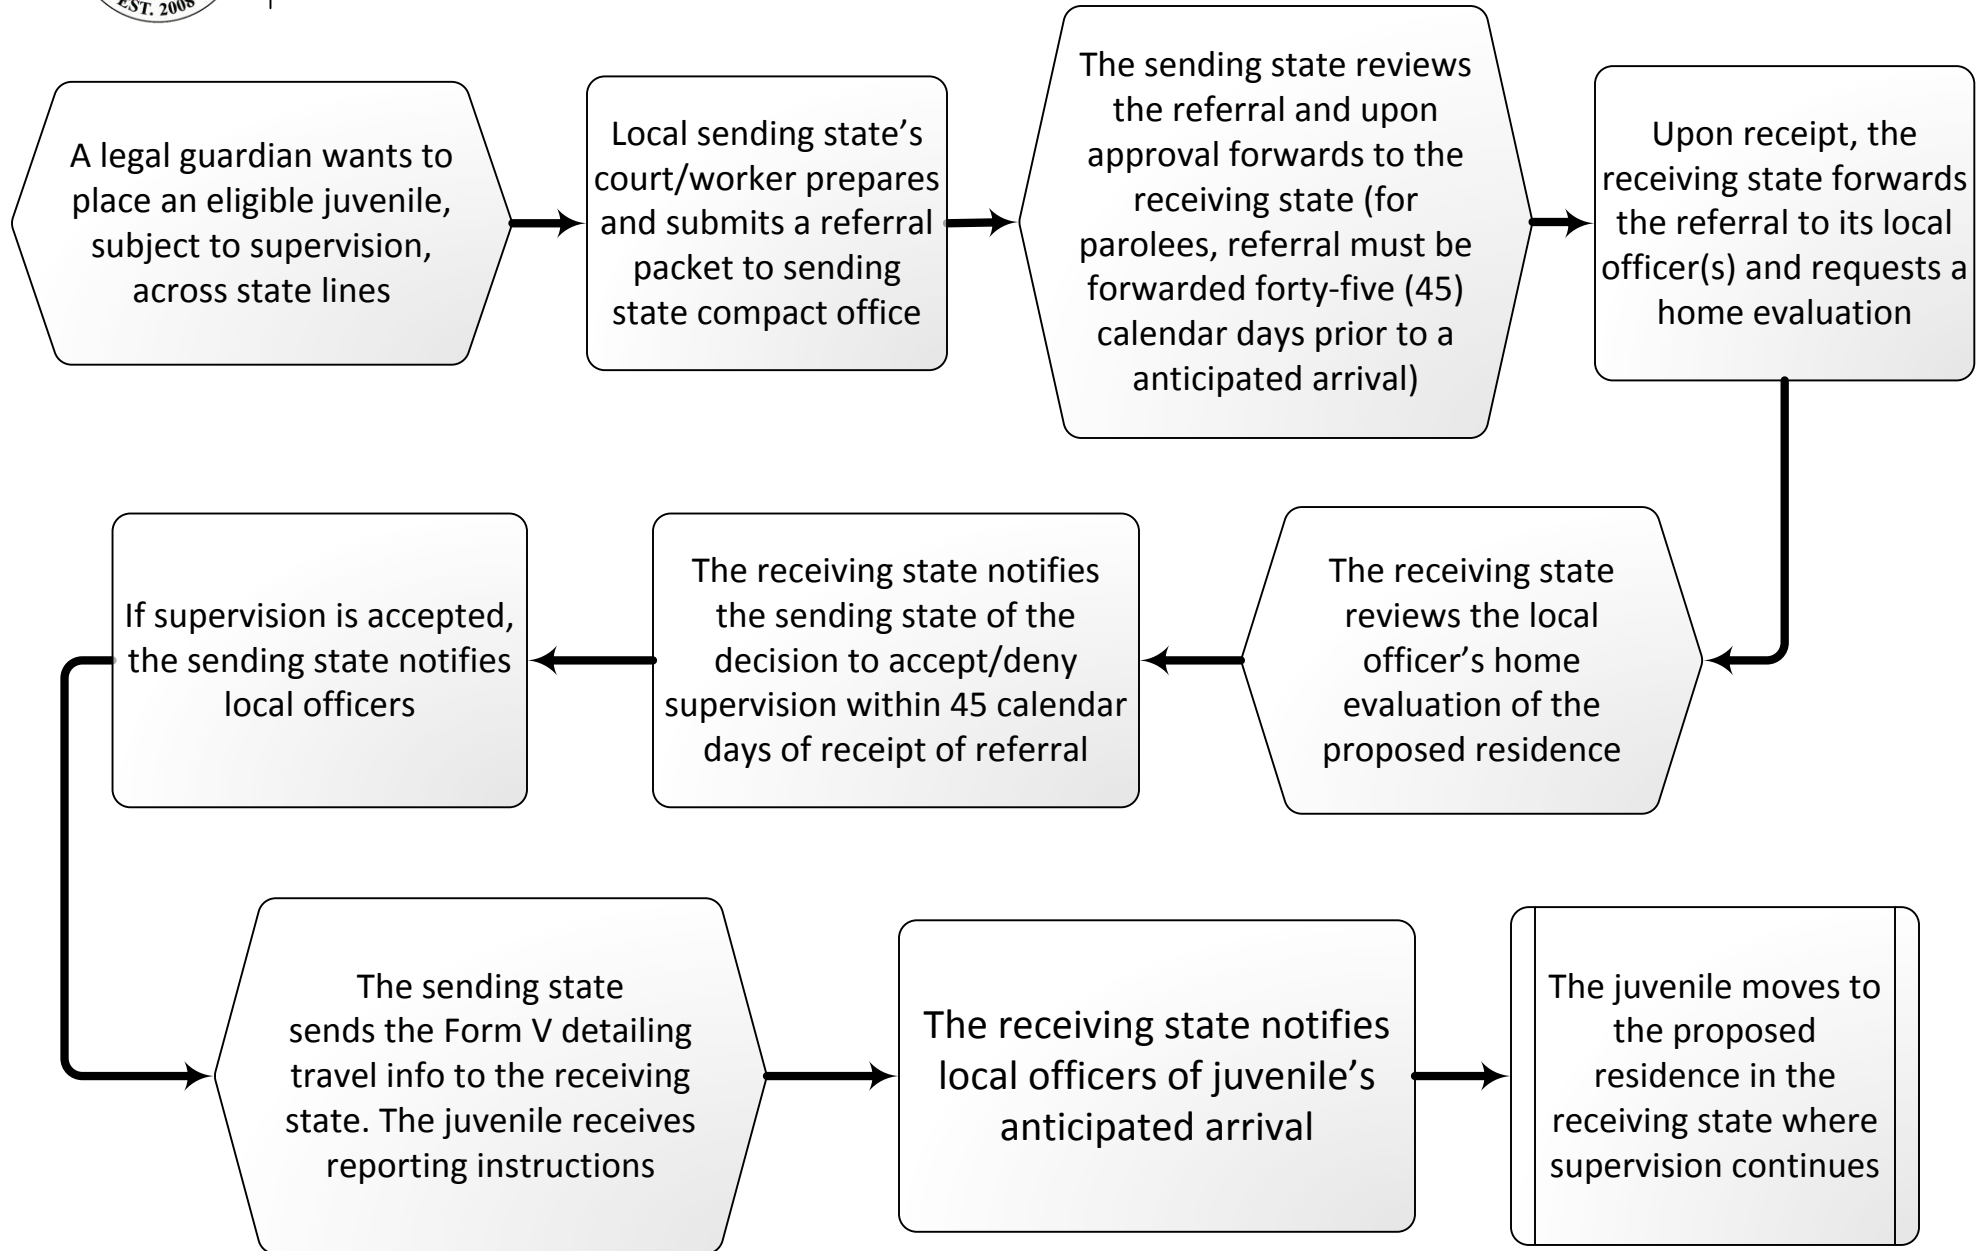 EST. 2008
A legal guardian wants to
place an eligible juvenile,
subject to supervision,
across state lines
Local sending state’s
court/worker prepares
and submits a referral
packet to sending
state compact office
The sending state reviews
the referral and upon
approval forwards to the
receiving state (for
parolees, referral must be
forwarded forty-five (45)
calendar days prior to a
anticipated arrival)
Upon receipt, the
receiving state forwards
the referral to its local
officer(s) and requests a
home evaluation
The receiving state
reviews the local
officer’s home
evaluation of the
proposed residence
The receiving state notifies
the sending state of the
decision to accept/deny
supervision within 45 calendar
days of receipt of referral
If supervision is accepted,
the sending state notifies
local officers
The sending state
sends the Form V detailing
travel info to the receiving
state. The juvenile receives
reporting instructions
The receiving state notifies
local officers of juvenile’s
anticipated arrival
The juvenile moves to
the proposed
residence in the
receiving state where
supervision continues